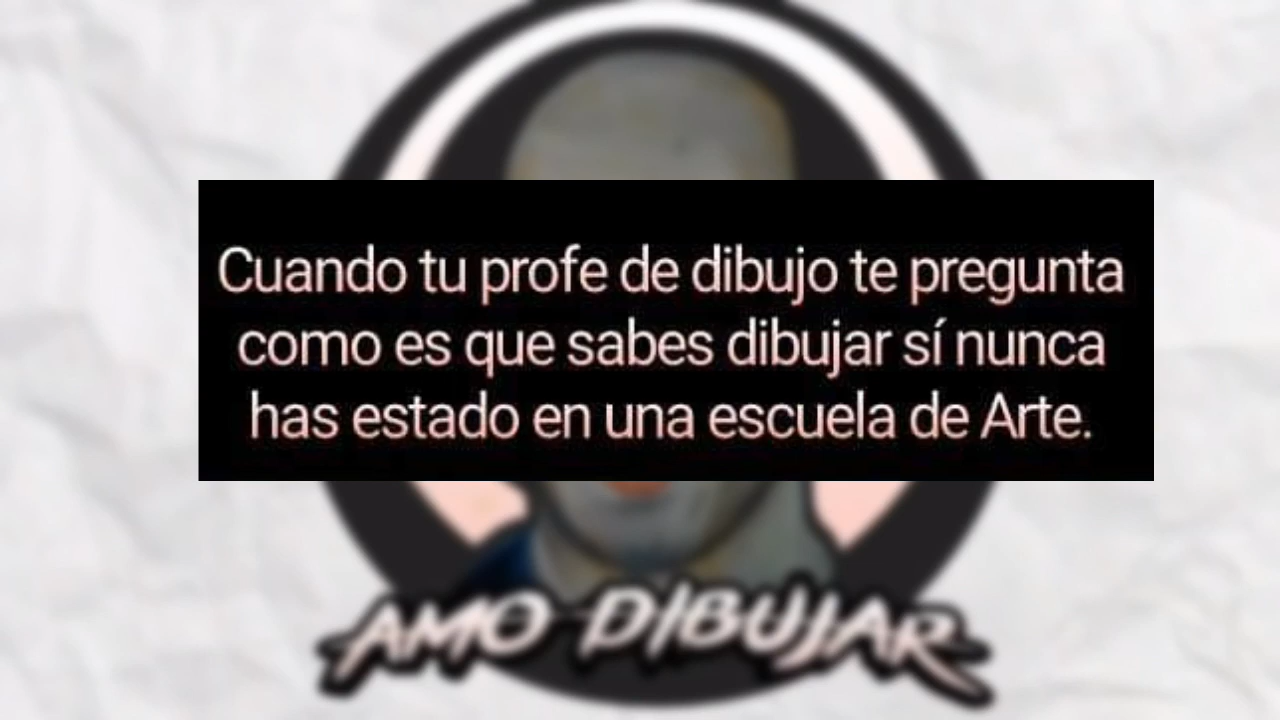 Cuando tu profe de dibujo te pregunta
como es que sabes dibujar sí nunca
has estado en una escuela de Arte.
AMO DIBUJAR